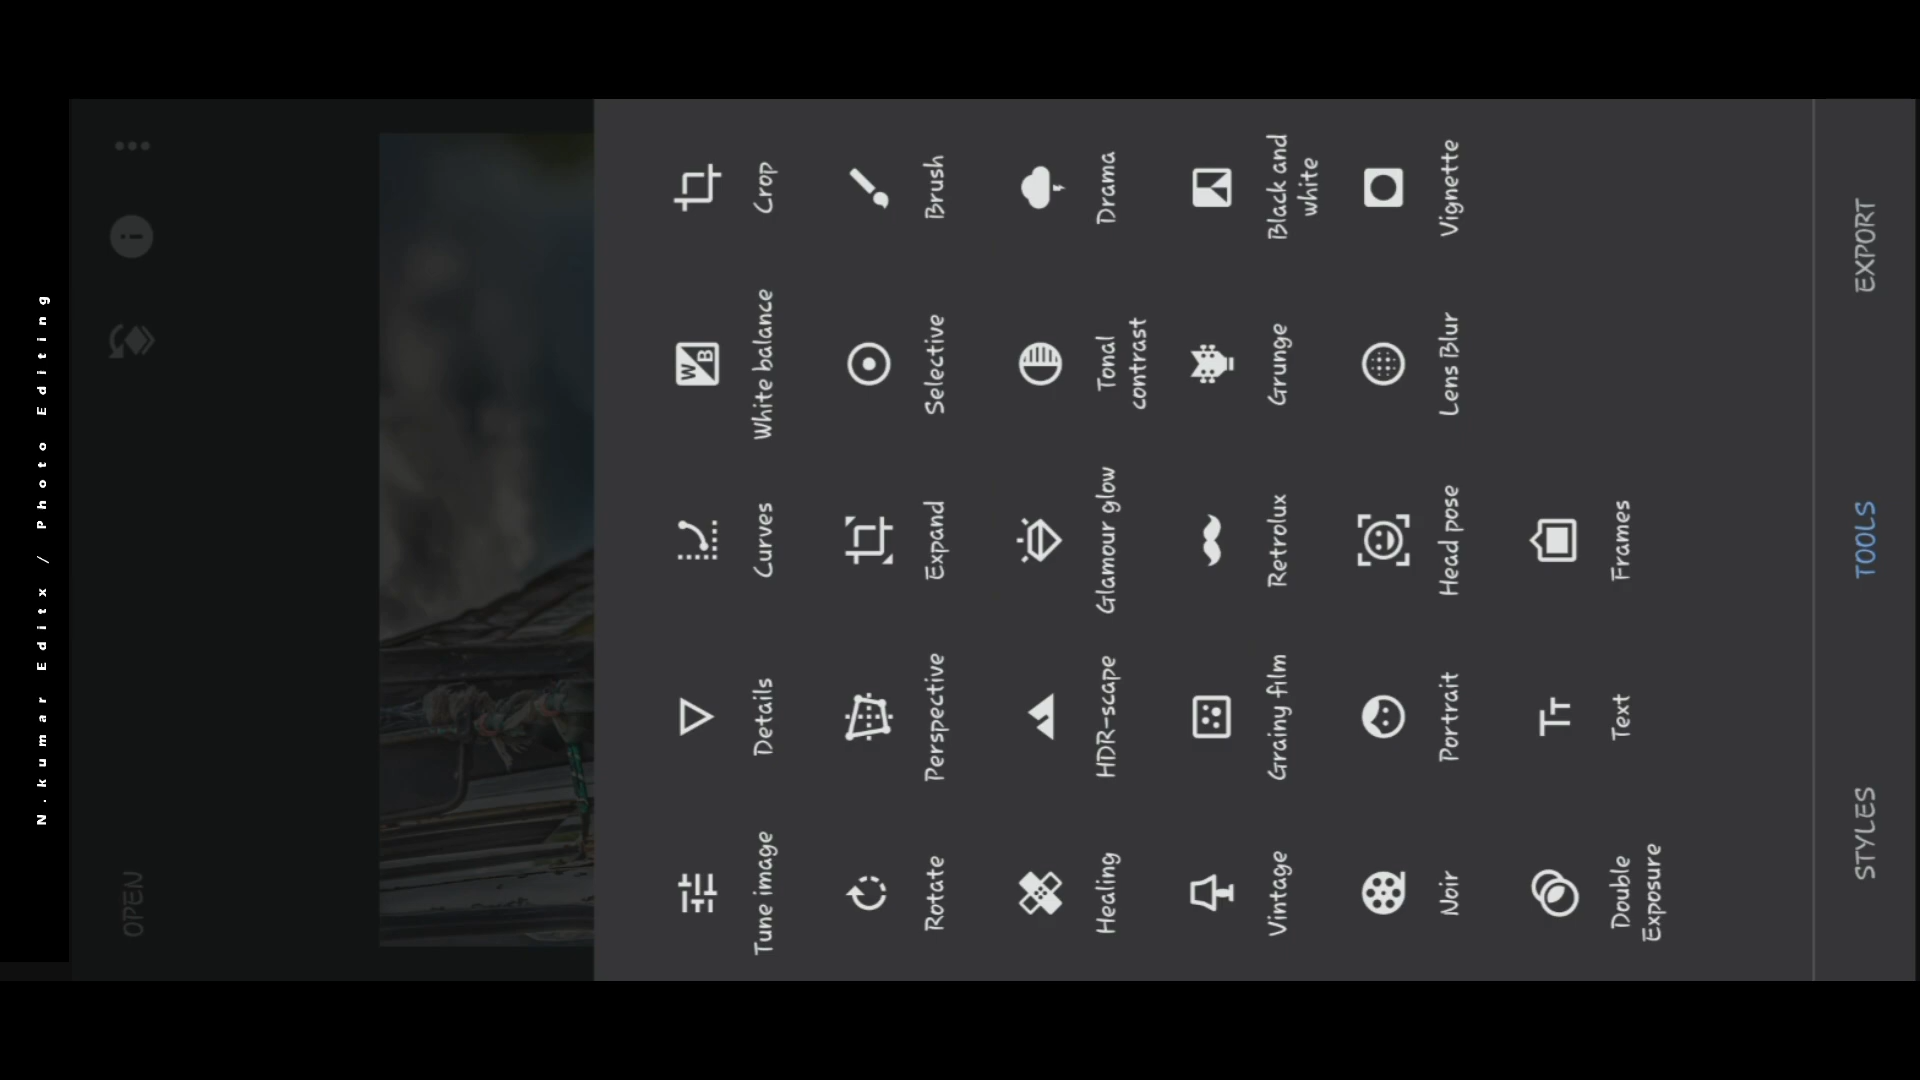 N.kumar Editx / Photo Editing
OPEN
Tune image
Details
Curves
White balance
Crop
Rotate
Perspective
Expand
Selective
Brush
Healing
HDR-scape
Glamour glow
Tonal
contrast
Drama
Vintage
Grainy film
Retrolux
Grunge
Black and
white
Noir
Portrait
Head pose
Lens Blur
Vignette
Double
Exposure
Text
Frames
STYLES
TOOLS
EXPORT